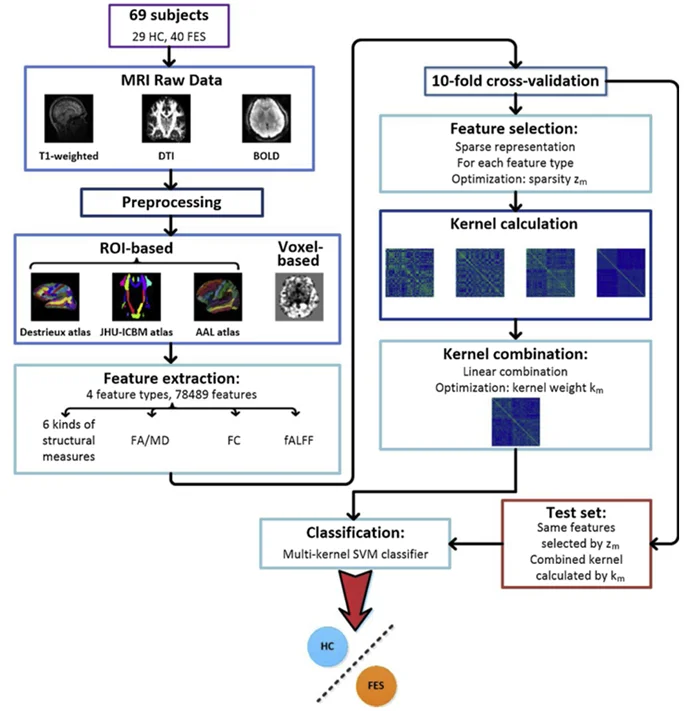 69 subjects
29 HC, 40 FES
MRI Raw Data
T1-weighted
DTI
BOLD
Preprocessing
ROI-based
Voxel-
based
Destrieux atlas
JHU-ICBM atlas
AAL atlas
Feature extraction:
4 feature types, 78489 features
6 kinds of
structural
measures
FA/MD
FC
fALFF
10-fold cross-validation
Feature selection:
Sparse representation
For each feature type
Optimization: sparsity zm
Kernel calculation
Kernel combination:
Linear combination
Optimization: kernel weight km
Test set:
Same features
selected by zm
Combined kernel
calculated by km
Classification:
Multi-kernel SVM classifier
HC
FES